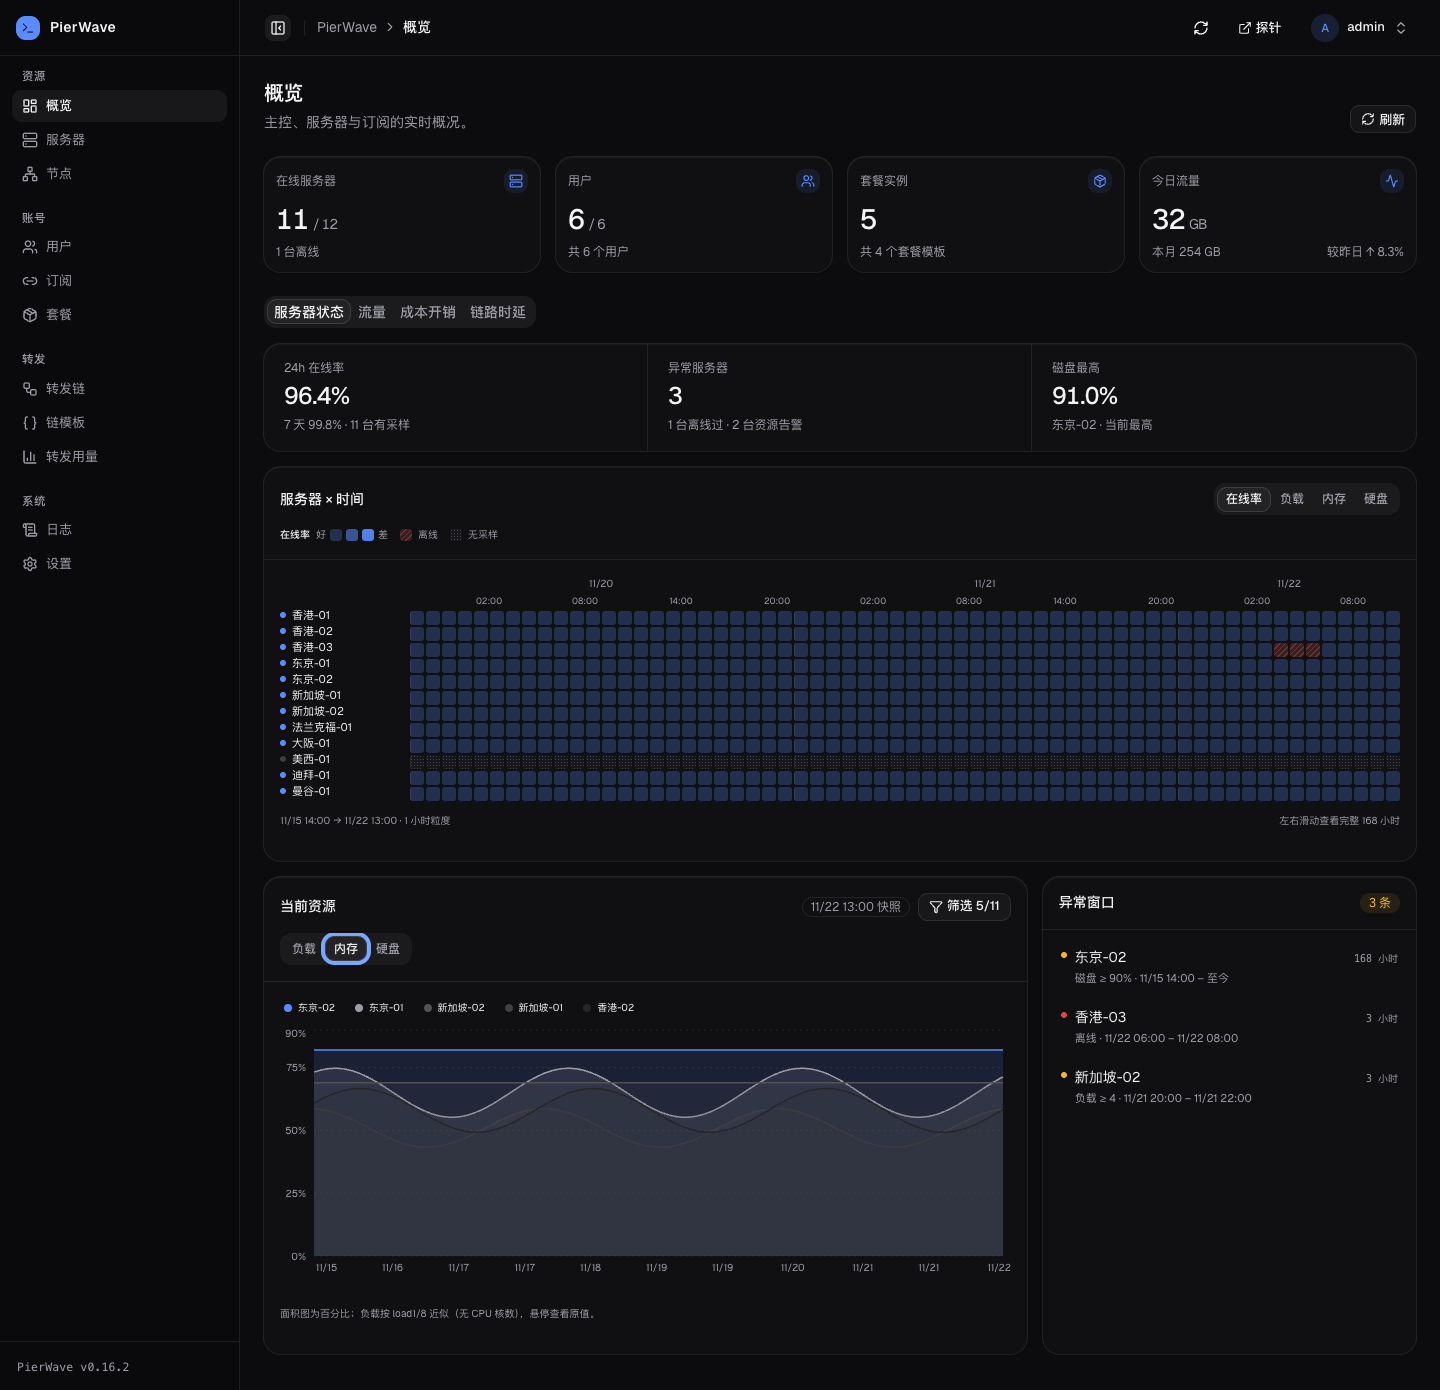 PierWave
PierWave > 概览
探针
A
admin
资源
概览
服务器
节点
账号
用户
订阅
套餐
转发
转发链
链模板
转发用量
系统
日志
设置
PierWave v0.16.2
概览
主控、服务器与订阅的实时概况。
刷新
在线服务器
11 / 12
1 台离线
用户
6 / 6
共 6 个用户
套餐实例
5
共 4 个套餐模板
今日流量
32 GB
本月 254 GB
较昨日 ↑ 8.3%
服务器状态 流量 成本开销 链路时延
24h 在线率
96.4%
7 天 99.8% · 11 台有采样
异常服务器
3
1 台离线过 · 2 台资源告警
磁盘最高
91.0%
东京-02 · 当前最高
服务器 × 时间
在线率 负载 内存 硬盘
在线率 好 差 离线 无采样
11/20 11/21 11/22
02:00 08:00 14:00 20:00 02:00 08:00 14:00 20:00 02:00 08:00
香港-01
香港-02
香港-03
东京-01
东京-02
新加坡-01
新加坡-02
法兰克福-01
大阪-01
美西-01
迪拜-01
曼谷-01
11/15 14:00 → 11/22 13:00 · 1 小时粒度
左右滑动查看完整 168 小时
当前资源
11/22 13:00 快照
筛选 5/11
负载 内存 硬盘
东京-02 东京-01 新加坡-02 新加坡-01 香港-02
90%
75%
50%
25%
0%
11/15 11/16 11/17 11/17 11/18 11/19 11/19 11/20 11/21 11/21 11/22
面积图为百分比；负载按 load1/8 近似（无 CPU 核数），悬停查看原值。
异常窗口
3 条
东京-02
168 小时
磁盘 ≥ 90% · 11/15 14:00 – 至今
香港-03
3 小时
离线 · 11/22 06:00 – 11/22 08:00
新加坡-02
3 小时
负载 ≥ 4 · 11/21 20:00 – 11/21 22:00